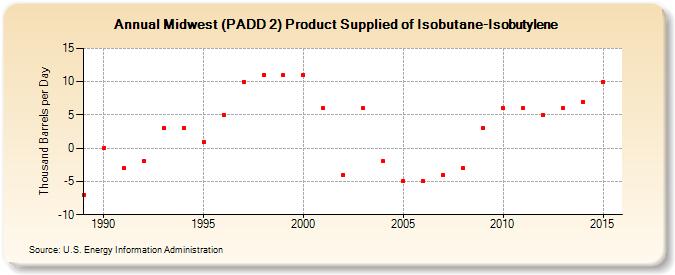 Annual Midwest (PADD 2) Product Supplied of Isobutane-Isobutylene
Thousand Barrels per Day
15
10
5
0
-5
-10
1990 1995 2000 2005 2010 2015
Source: U.S. Energy Information Administration